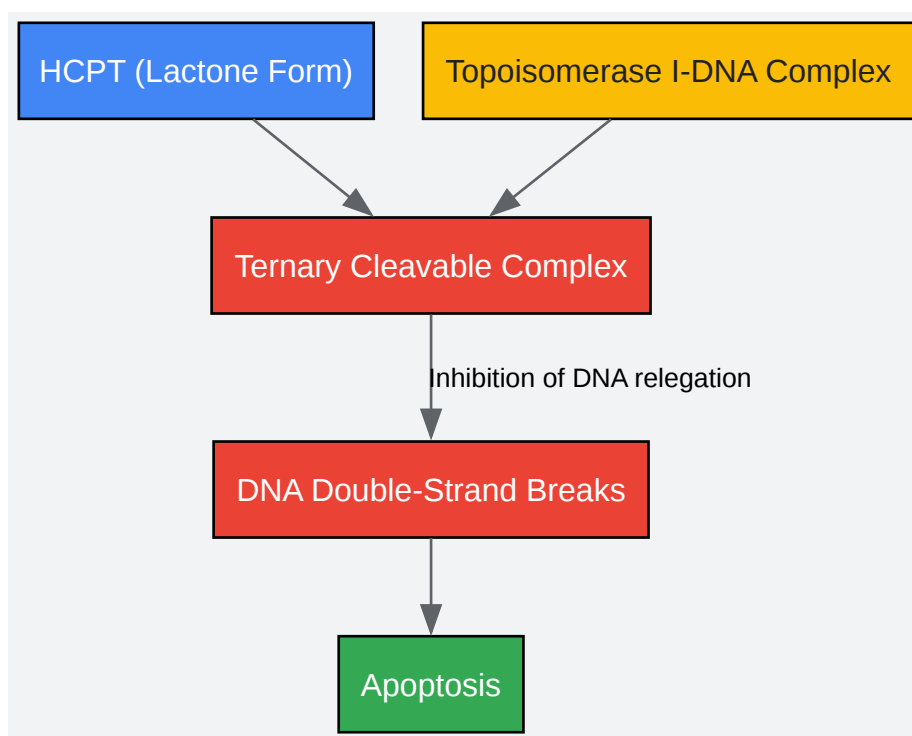 HCPT (Lactone Form)
Topoisomerase I-DNA Complex
Ternary Cleavable Complex
Inhibition of DNA relegation
DNA Double-Strand Breaks
Apoptosis